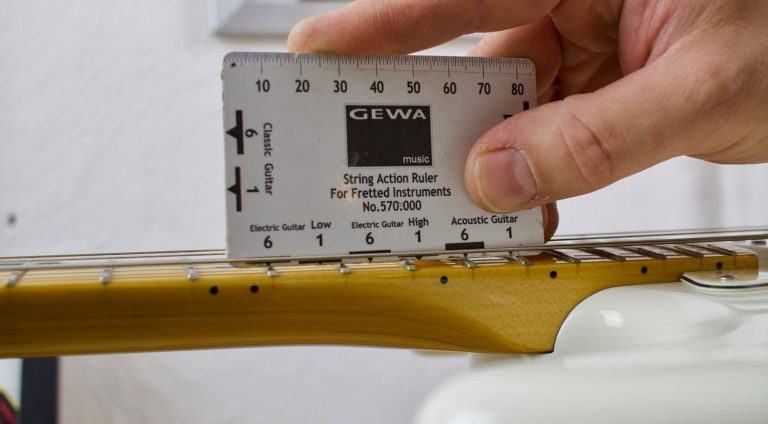 10 20 30 40 50 60 70 80
GEWA
music
String Action Ruler
For Fretted Instruments
No.570.000
Classic Guitar
6
1
Electric Guitar Low
6 1
Electric Guitar High
6 1
Acoustic Guitar
6 1